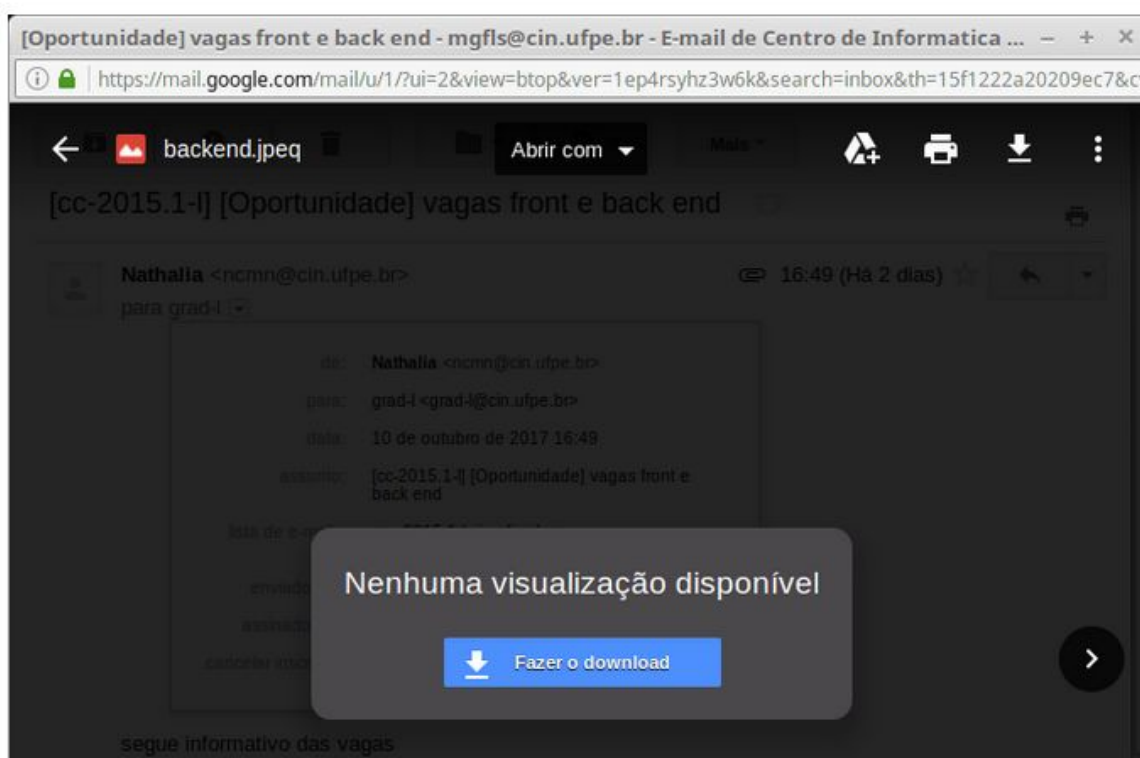 [Oportunidade] vagas front e back end - mgfls@cin.ufpe.br - E-mail de Centro de Informatica ...
https://mail.google.com/mail/u/1/?ui=2&view=btop&ver=1ep4rsyhz3w6k&search=inbox&th=15f1222a20209ec7&c
backend.jpeq Abrir com Mais
[cc-2015.1-l] [Oportunidade] vagas front e back end
Nathalia <ncmn@cin.ufpe.br> 16:49 (Há 2 dias)
para grad-l
de: Nathalia <ncmn@cin.ufpe.br>
para: grad-l <grad-l@cin.ufpe.br>
data: 10 de outubro de 2017 16:49
assunto: [cc-2015.1-l] [Oportunidade] vagas front e
back end
lista de
Nenhuma visualização disponível
Fazer o download
segue informativo das vagas